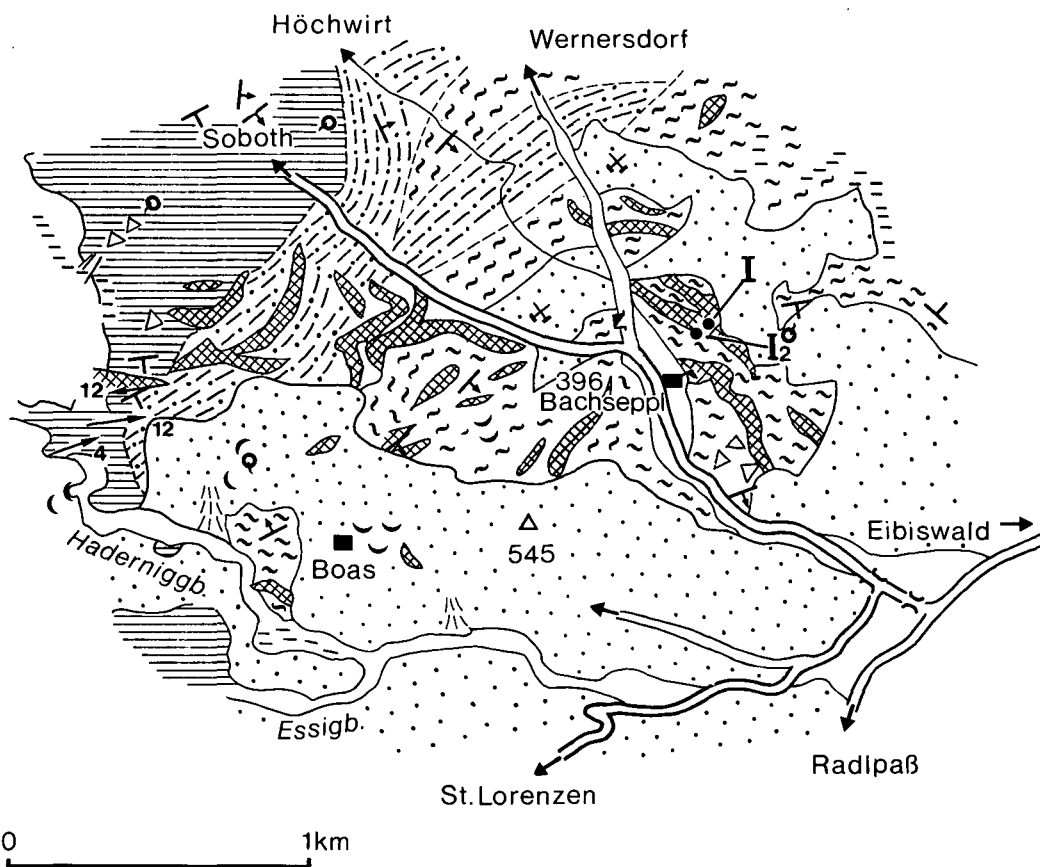 Höchwirt
Wernersdorf
Soboth
I
I2
396
Bachseppl
12
12
4
545
Boas
Eibiswald
Haderniggb.
Essigb.
St. Lorenzen
Radlpaß
0 1km